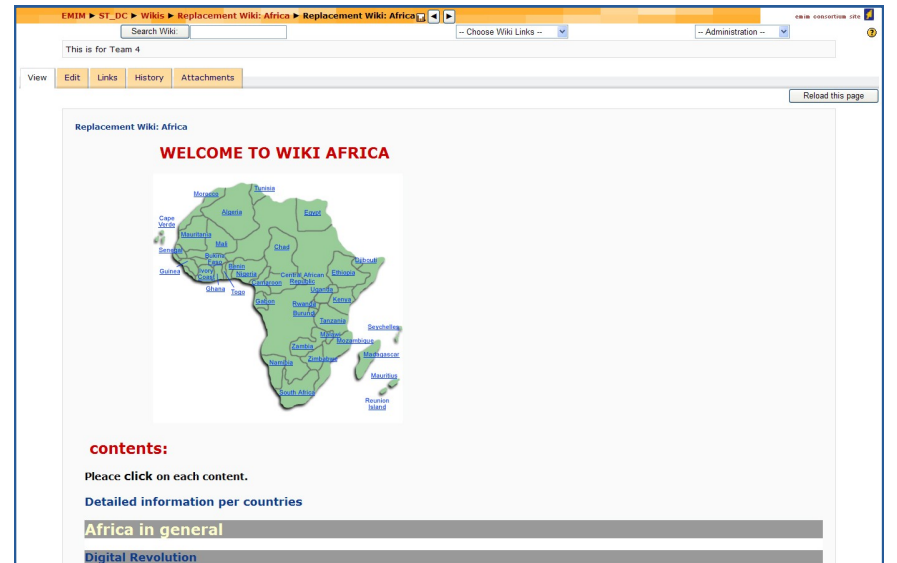 EMIM ► ST_DC ► Wikis ► Replacement Wiki: Africa ► Replacement Wiki: Africa
emim consortium site
Search Wiki:
-- Choose Wiki Links --
-- Administration --
This is for Team 4
View Edit Links History Attachments
Reload this page
Replacement Wiki: Africa
WELCOME TO WIKI AFRICA
Tunisia
Morocco
Algeria
Egypt
Cape
Verde
Mauritania
Mali
Chad
Senegal
Burkina
Faso
Djibouti
Guinea
Ivory
Coast
Benin
Nigeria
Ethiopia
Cameroon
Central African
Republic
Ghana
Togo
Uganda
Gabon
Rwanda
Kenya
Burundi
Tanzania
Seychelles
Malawi
Mozambique
Zambia
Zimbabwe
Madagascar
Namibia
Mauritius
South Africa
Reunion
Island
contents:
Pleace click on each content.
Detailed information per countries
Africa in general
Digital Revolution